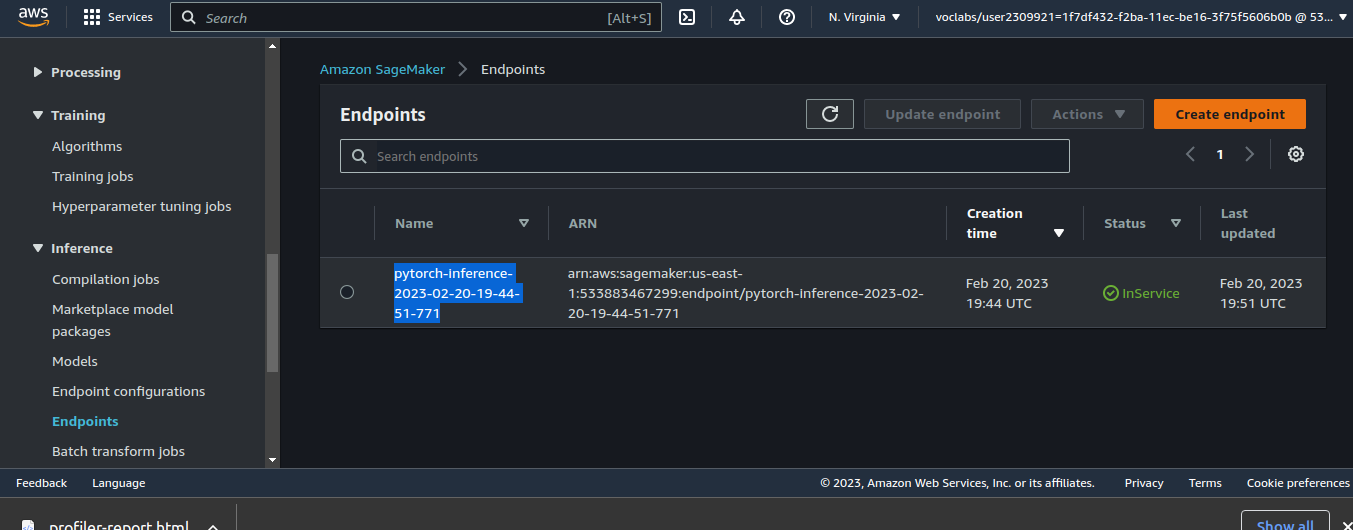 aws
Services
Search
[Alt+S]
N. Virginia
voclabs/user2309921=1f7df432-f2ba-11ec-be16-3f75f5606b0b @ 53...
Processing
Training
Algorithms
Training jobs
Hyperparameter tuning jobs
Inference
Compilation jobs
Marketplace model
packages
Models
Endpoint configurations
Endpoints
Batch transform jobs
Amazon SageMaker
Endpoints
Endpoints
Update endpoint
Actions
Create endpoint
Search endpoints
1
Name
ARN
Creation
time
Status
Last
updated
pytorch-inference-
2023-02-20-19-44-
51-771
arn:aws:sagemaker:us-east-
1:533883467299:endpoint/pytorch-inference-2023-02-
20-19-44-51-771
Feb 20, 2023
19:44 UTC
InService
Feb 20, 2023
19:51 UTC
Feedback
Language
© 2023, Amazon Web Services, Inc. or its affiliates.
Privacy
Terms
Cookie preferences
profiler-report.html
Show all